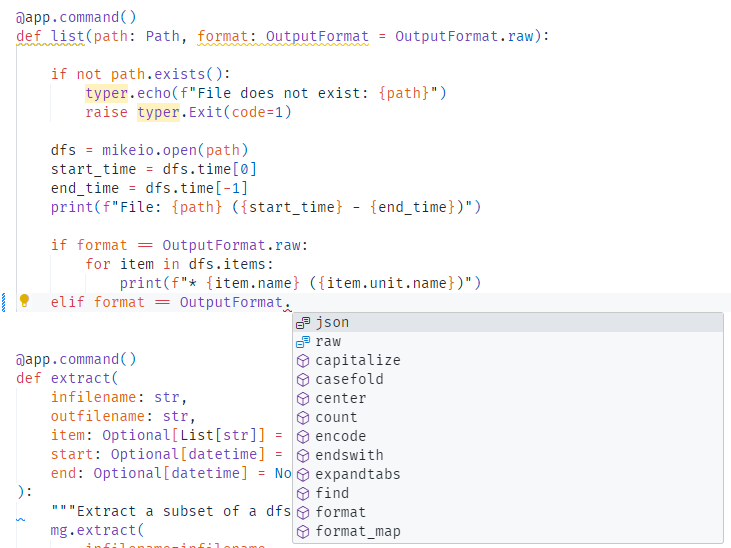 @app.command()
def list(path: Path, format: OutputFormat = OutputFormat.raw):
if not path.exists():
typer.echo(f"File does not exist: {path}")
raise typer.Exit(code=1)
dfs = mikeio.open(path)
start_time = dfs.time[0]
end_time = dfs.time[-1]
print(f"File: {path} ({start_time} - {end_time})")
if format == OutputFormat.raw:
for item in dfs.items:
print(f"* {item.name} ({item.unit.name})")
elif format == OutputFormat.
json
raw
capitalize
casefold
center
count
encode
endswith
expandtabs
find
format
format_map
@app.command()
def extract(
infilename: str,
outfilename: str,
item: Optional[List[str]] =
start: Optional[datetime] =
end: Optional[datetime] = No
):
"""Extract a subset of a dfs
mg.extract(